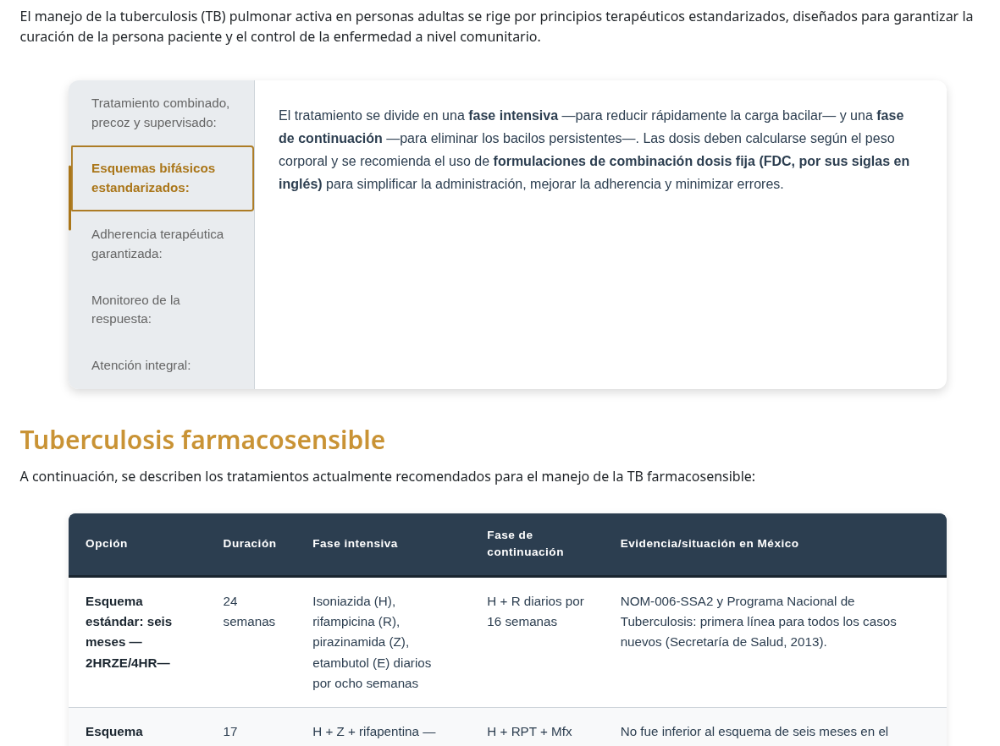 El manejo de la tuberculosis (TB) pulmonar activa en personas adultas se rige por principios terapéuticos estandarizados, diseñados para garantizar la
curación de la persona paciente y el control de la enfermedad a nivel comunitario.
Tratamiento combinado,
precoz y supervisado:
Esquemas bifásicos
estandarizados:
Adherencia terapéutica
garantizada:
Monitoreo de la
respuesta:
Atención integral:
El tratamiento se divide en una fase intensiva —para reducir rápidamente la carga bacilar— y una fase
de continuación —para eliminar los bacilos persistentes—. Las dosis deben calcularse según el peso
corporal y se recomienda el uso de formulaciones de combinación dosis fija (FDC, por sus siglas en
inglés) para simplificar la administración, mejorar la adherencia y minimizar errores.
Tuberculosis farmacosensible
A continuación, se describen los tratamientos actualmente recomendados para el manejo de la TB farmacosensible:
Opción
Duración
Fase intensiva
Fase de
continuación
Evidencia/situación en México
Esquema
estándar: seis
meses —
2HRZE/4HR—
24
semanas
Isoniazida (H),
rifampicina (R),
pirazinamida (Z),
etambutol (E) diarios
por ocho semanas
H + R diarios por
16 semanas
NOM-006-SSA2 y Programa Nacional de
Tuberculosis: primera línea para todos los casos
nuevos (Secretaría de Salud, 2013).
Esquema
17
H + Z + rifapentina —
H + RPT + Mfx
No fue inferior al esquema de seis meses en el